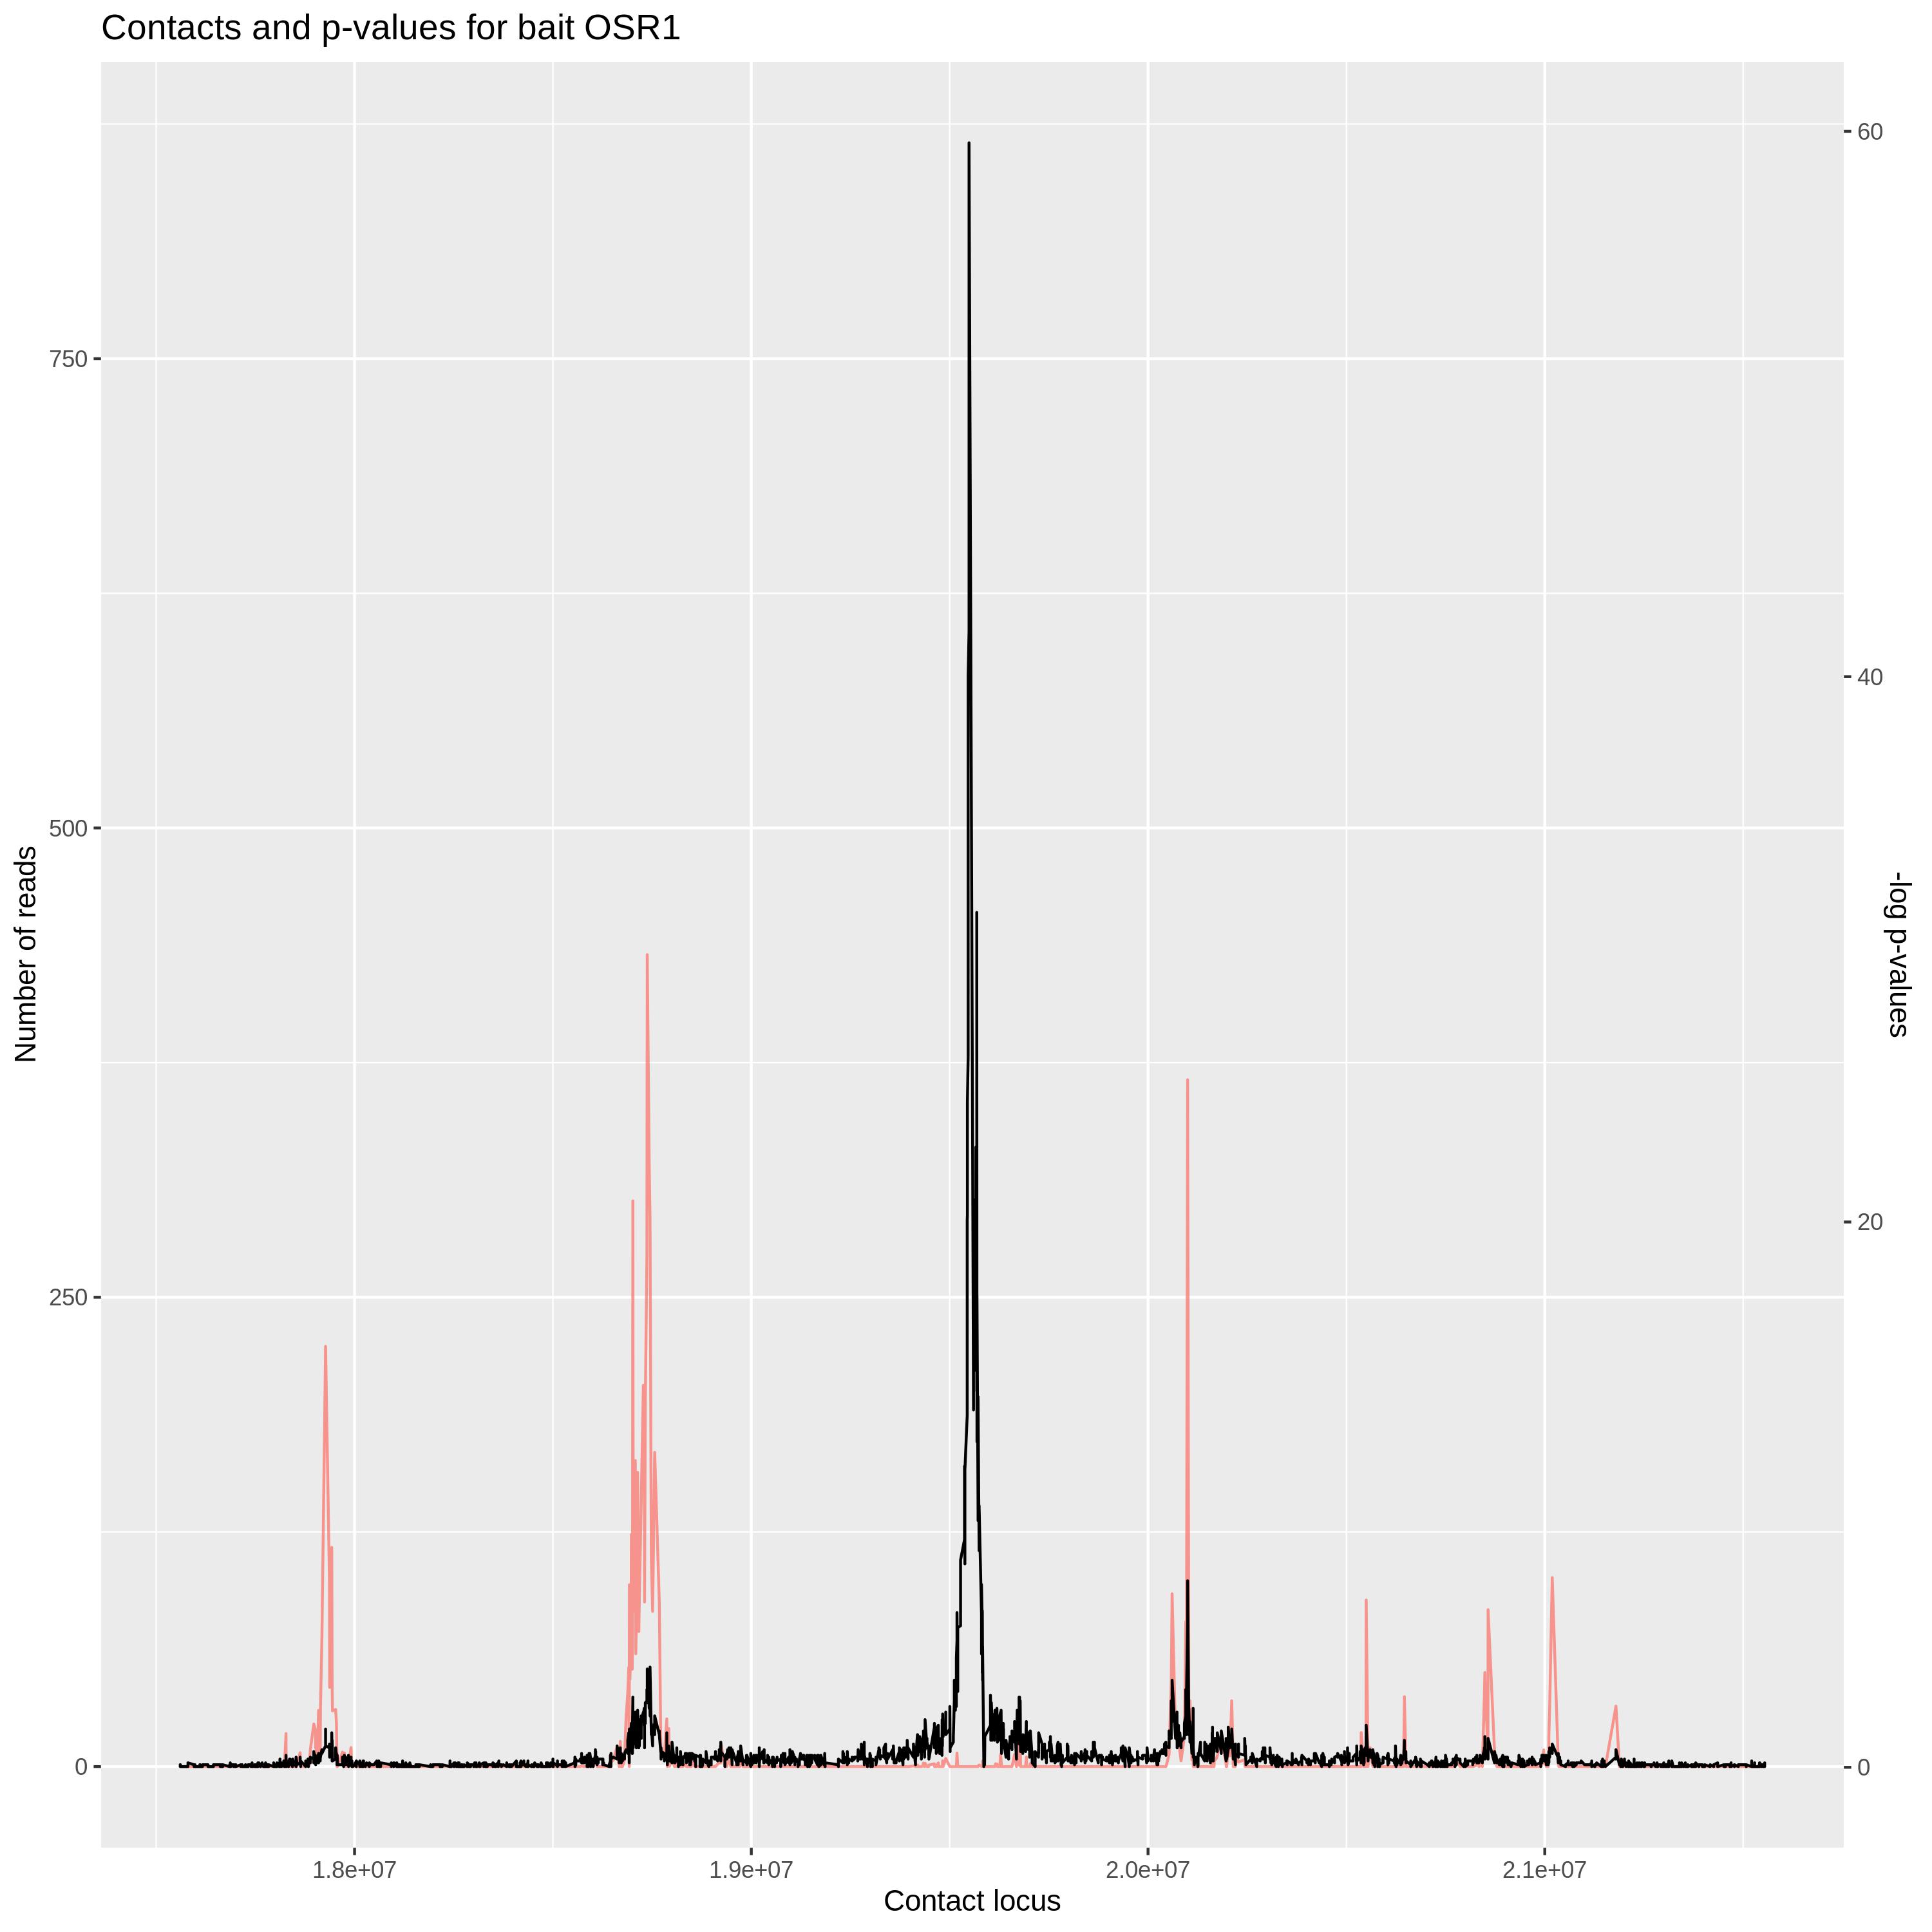 Contacts and p-values for bait OSR1
750
500
250
0
Number of reads
60
40
20
0
-log p-values
1.8e+07
1.9e+07
2.0e+07
2.1e+07
Contact locus